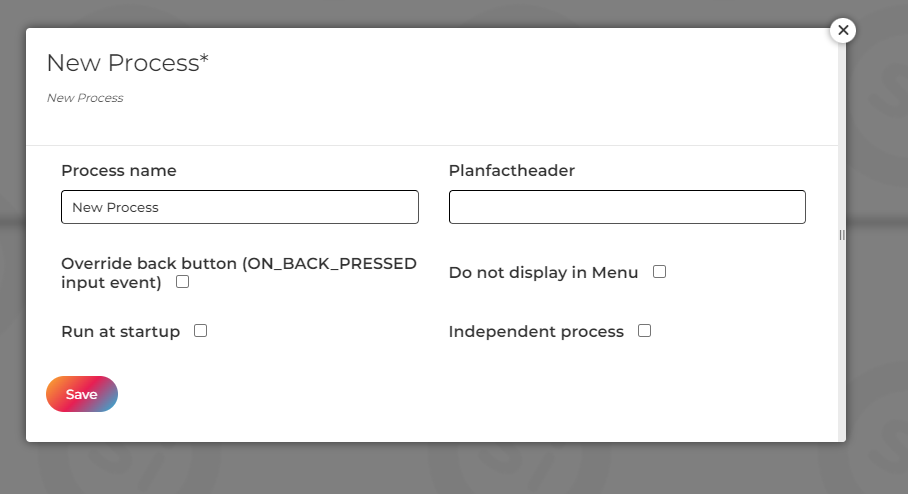 New Process*
New Process
Process name
Planfactheader
New Process
Override back button (ON_BACK_PRESSED
input event)
Do not display in Menu
Run at startup
Independent process
Save